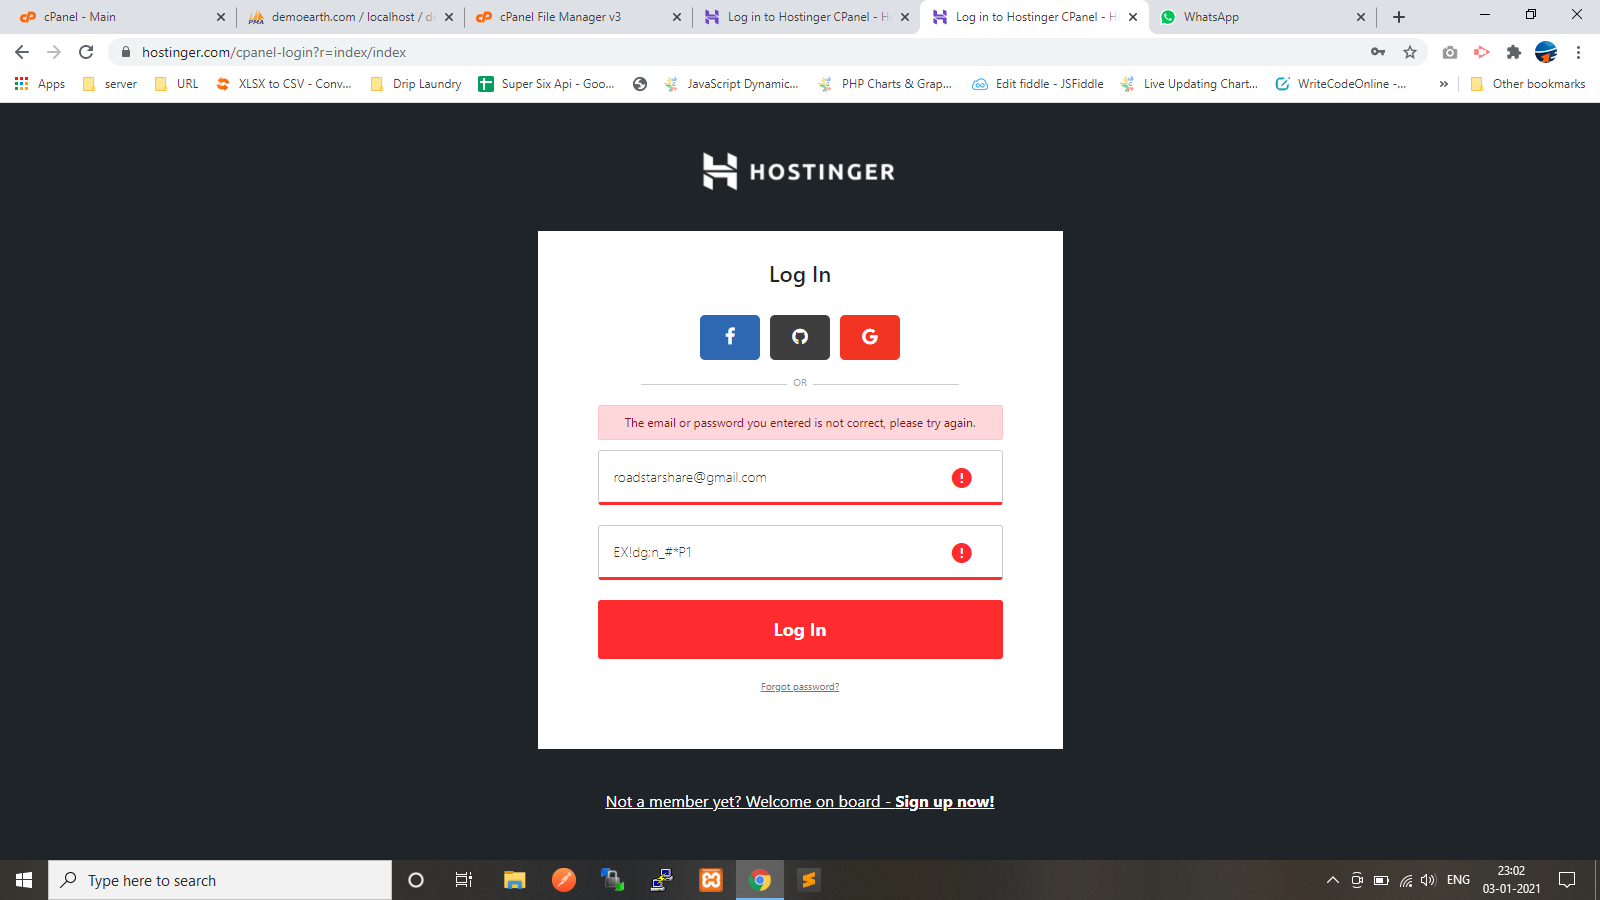 cPanel - Main
demoearth.com / localhost / de
cPanel File Manager v3
Log in to Hostinger CPanel - H
Log in to Hostinger CPanel - H
WhatsApp
hostinger.com/cpanel-login?r=index/index
Apps
server
URL
XLSX to CSV - Conv...
Drip Laundry
Super Six Api - Goo...
JavaScript Dynamic...
PHP Charts & Grap...
Edit fiddle - JSFiddle
Live Updating Chart...
WriteCodeOnline -...
»
Other bookmarks
HOSTINGER
Log In
OR
The email or password you entered is not correct, please try again.
roadstarshare@gmail.com
EX!dg;n_#*P1
Log In
Forgot password?
Not a member yet? Welcome on board - Sign up now!
Type here to search
ENG
23:02
03-01-2021